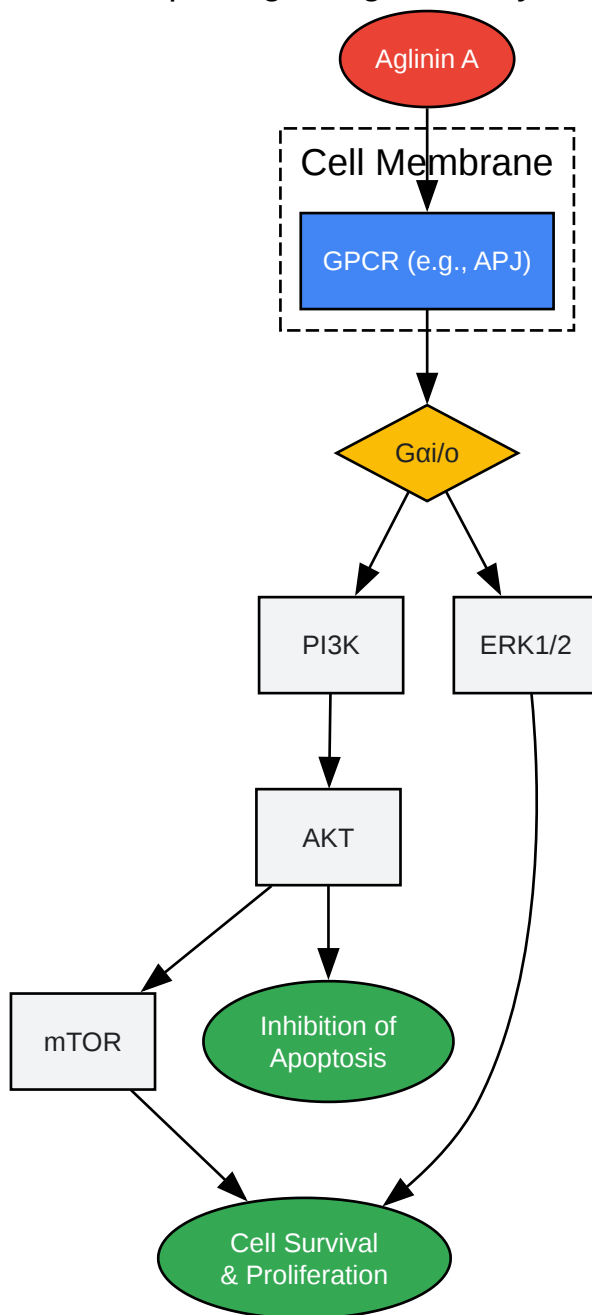 Aglinin A
Cell Membrane
GPCR (e.g., APJ)
Gαi/o
PI3K
ERK1/2
AKT
mTOR
Inhibition of
Apoptosis
Cell Survival
& Proliferation